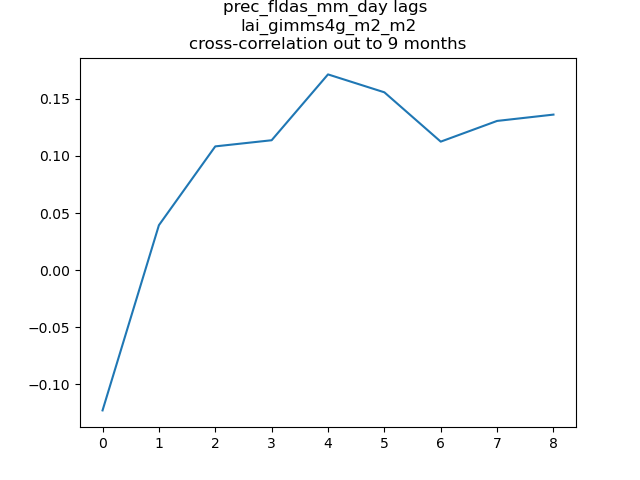 prec_fldas_mm_day lags
lai_gimms4g_m2_m2
cross-correlation out to 9 months
0.15
0.10
0.05
0.00
−0.05
−0.10
0 1 2 3 4 5 6 7 8